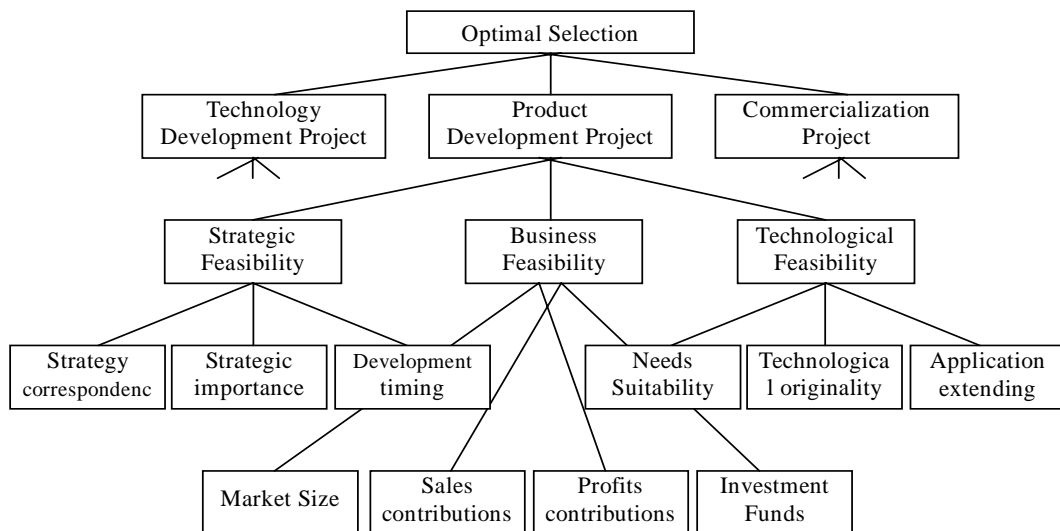 Optimal Selection
Technology
Development Project
Product
Development Project
Commercialization
Project
Strategic
Feasibility
Business
Feasibility
Technological
Feasibility
Strategy
correspondenc
Strategic
importance
Development
timing
Needs
Suitability
Technologica
l originality
Application
extending
Market Size
Sales
contributions
Profits
contributions
Investment
Funds